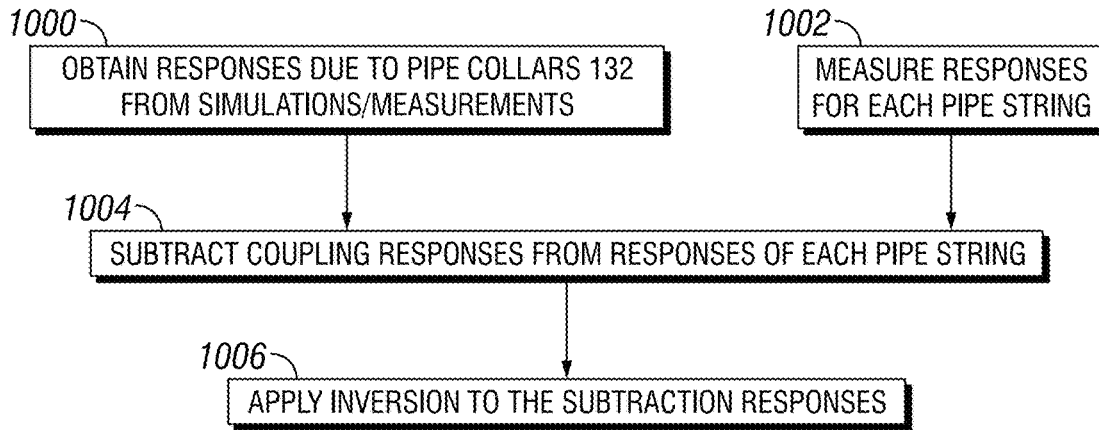 1000
OBTAIN RESPONSES DUE TO PIPE COLLARS 132
FROM SIMULATIONS/MEASUREMENTS
1002
MEASURE RESPONSES
FOR EACH PIPE STRING
1004
SUBTRACT COUPLING RESPONSES FROM RESPONSES OF EACH PIPE STRING
1006
APPLY INVERSION TO THE SUBTRACTION RESPONSES